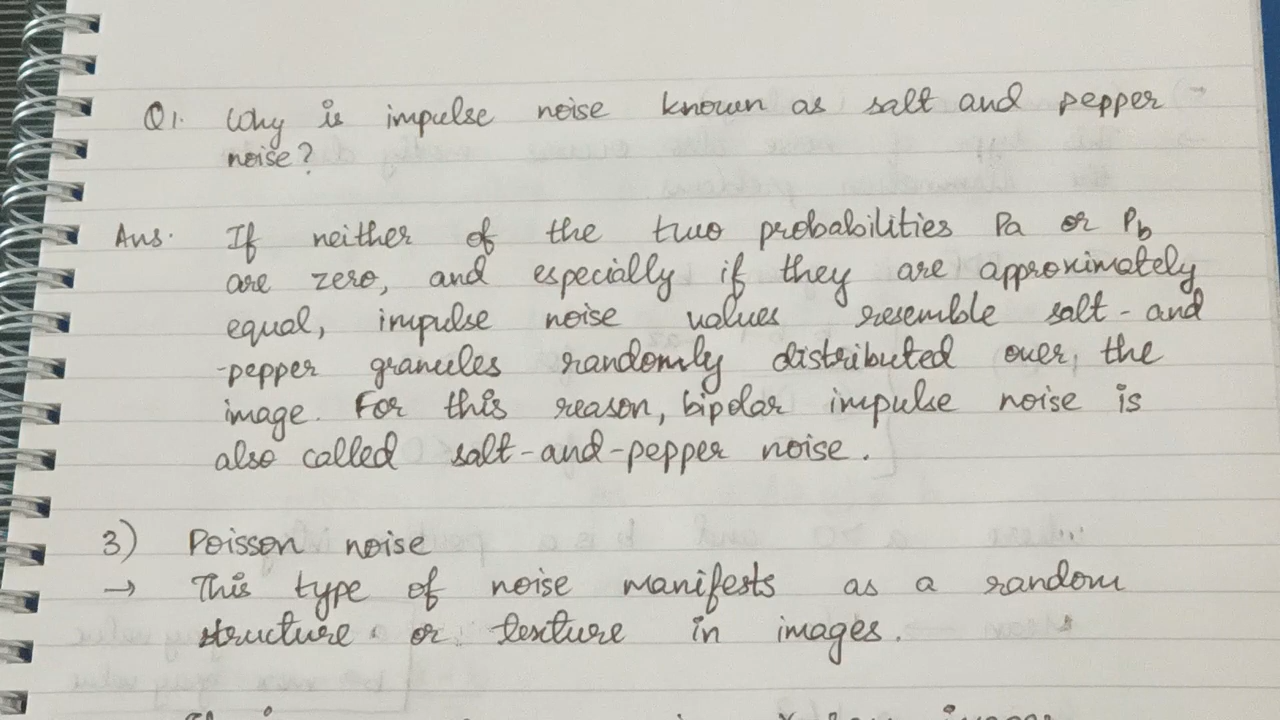 Q1. Why is impulse noise known as salt and pepper
noise?
Ans. If neither of the two probabilities Pa or Pb
are zero, and especially if they are approximately
equal, impulse noise values resemble salt-and
-pepper granules randomly distributed over, the
image. For this reason, bipolar impulse noise is
also called salt-and-pepper noise.
3) Poisson noise
→ This type of noise manifests as a random
structure or texture in images.